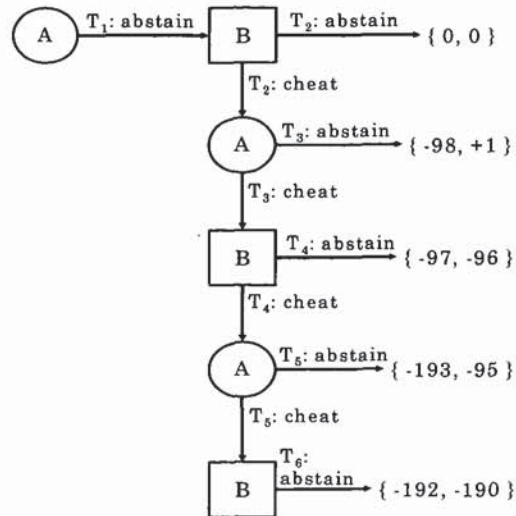 A
T1: abstain
B
T2: abstain
{ 0, 0 }
T2: cheat
A
T3: abstain
{ -98, +1 }
T3: cheat
B
T4: abstain
{ -97, -96 }
T4: cheat
A
T5: abstain
{ -193, -95 }
T5: cheat
B
T6:
abstain
{ -192, -190 }